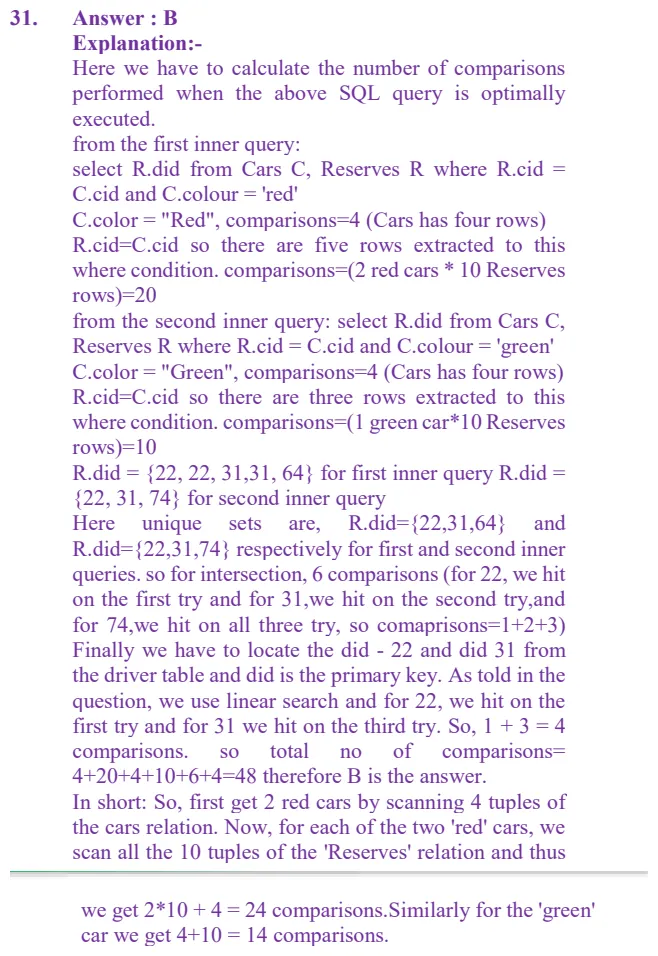 31. Answer : B
Explanation:-
Here we have to calculate the number of comparisons
performed when the above SQL query is optimally
executed.
from the first inner query:
select R.did from Cars C, Reserves R where R.cid =
C.cid and C.colour = 'red'
C.color = "Red", comparisons=4 (Cars has four rows)
R.cid=C.cid so there are five rows extracted to this
where condition. comparisons=(2 red cars * 10 Reserves
rows)=20
from the second inner query: select R.did from Cars C,
Reserves R where R.cid = C.cid and C.colour = 'green'
C.color = "Green", comparisons=4 (Cars has four rows)
R.cid=C.cid so there are three rows extracted to this
where condition. comparisons=(1 green car*10 Reserves
rows)=10
R.did = {22, 22, 31,31, 64} for first inner query R.did =
{22, 31, 74} for second inner query
Here unique sets are, R.did={22,31,64} and
R.did={22,31,74} respectively for first and second inner
queries. so for intersection, 6 comparisons (for 22, we hit
on the first try and for 31,we hit on the second try,and
for 74,we hit on all three try, so comaprisons=1+2+3)
Finally we have to locate the did - 22 and did 31 from
the driver table and did is the primary key. As told in the
question, we use linear search and for 22, we hit on the
first try and for 31 we hit on the third try. So, 1 + 3 = 4
comparisons. so total no of comparisons=
4+20+4+10+6+4=48 therefore B is the answer.
In short: So, first get 2 red cars by scanning 4 tuples of
the cars relation. Now, for each of the two 'red' cars, we
scan all the 10 tuples of the 'Reserves' relation and thus
we get 2*10 + 4 = 24 comparisons.Similarly for the 'green'
car we get 4+10 = 14 comparisons.